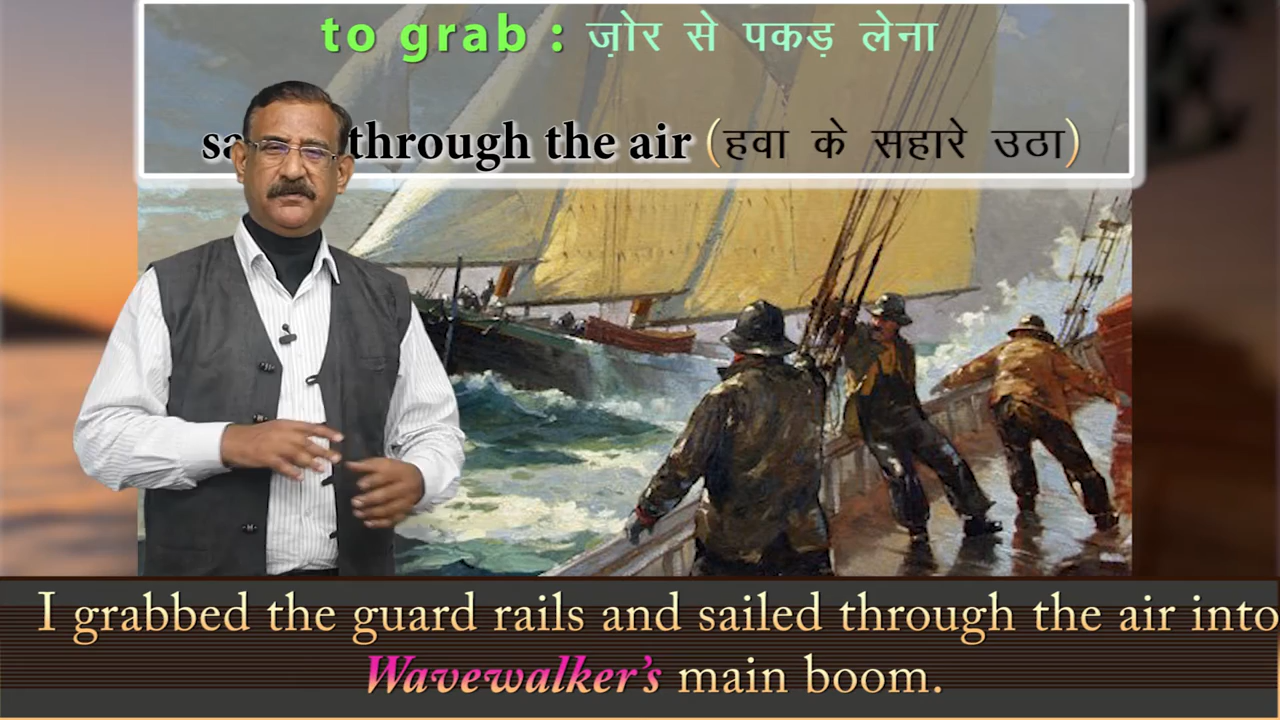 to grab : ज़ोर से पकड़ लेना
through the air (हवा के सहारे उठा)
I grabbed the guard rails and sailed through the air into
Wavewalker's main boom.